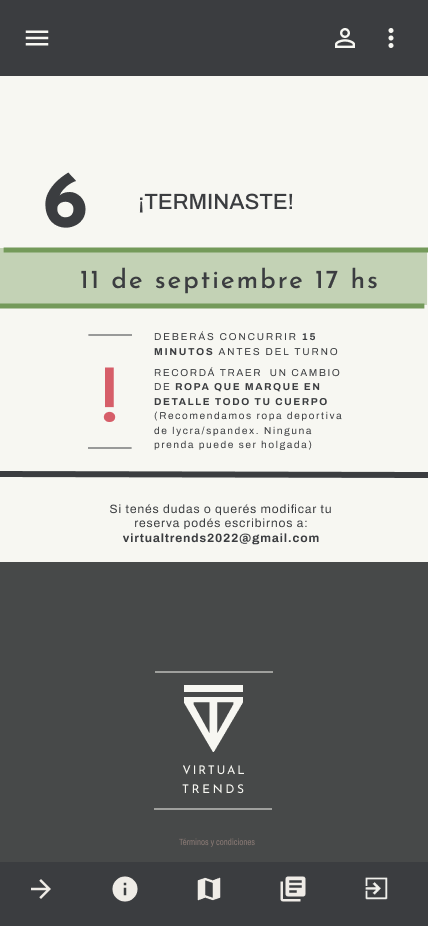 6
¡TERMINASTE!
11 de septiembre 17 hs
DEBERÁS CONCURRIR 15
MINUTOS ANTES DEL TURNO
!
RECORDÁ TRAER UN CAMBIO
DE ROPA QUE MARQUE EN
DETALLE TODO TU CUERPO
(Recomendamos ropa deportiva
de lycra/spandex. Ninguna
prenda puede ser holgada)
Si tenés dudas o querés modificar tu
reserva podés escribirnos a:
virtualtrends2022@gmail.com
VIRTUAL
TRENDS
Términos y condiciones